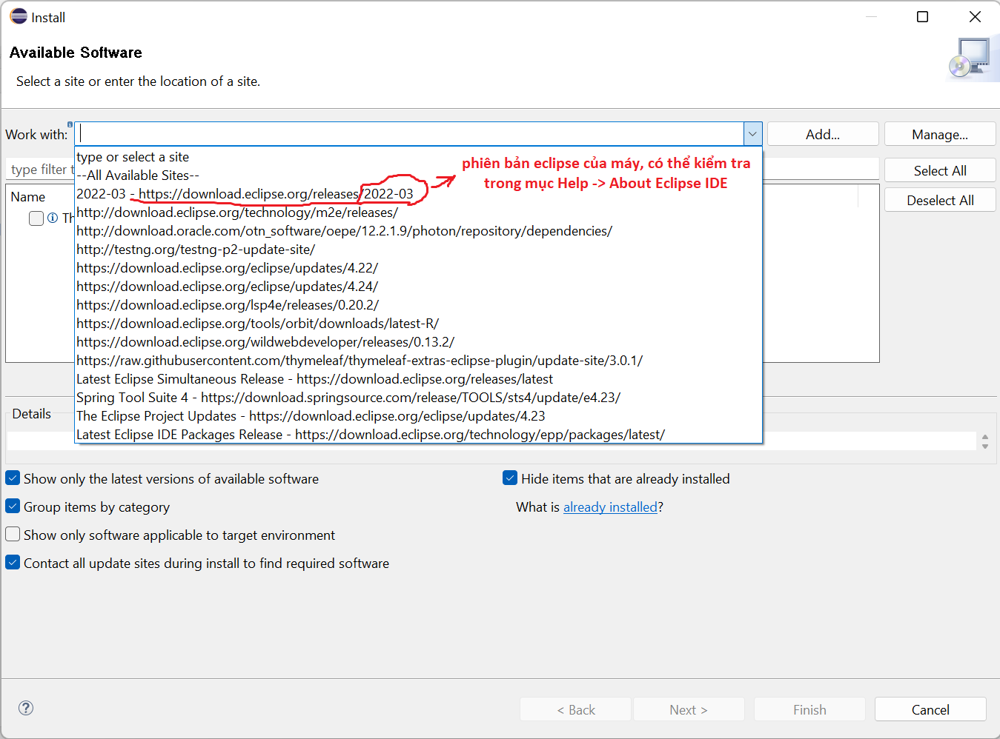 Install
Available Software
Select a site or enter the location of a site.
Work with:
Add...
Manage...
type or select a site
type filter t
--All Available Sites--
phiên bản eclipse của máy, có thể kiểm tra
trong mục Help -> About Eclipse IDE
Select All
Name
2022-03 - https://download.eclipse.org/releases/2022-03
Deselect All
Th
http://download.eclipse.org/technology/m2e/releases/
http://download.oracle.com/otn_software/oepe/12.2.1.9/photon/repository/dependencies/
http://testng.org/testng-p2-update-site/
https://download.eclipse.org/eclipse/updates/4.22/
https://download.eclipse.org/eclipse/updates/4.24/
https://download.eclipse.org/lsp4e/releases/0.20.2/
https://download.eclipse.org/tools/orbit/downloads/latest-R/
https://download.eclipse.org/wildwebdeveloper/releases/0.13.2/
https://raw.githubusercontent.com/thymeleaf/thymeleaf-extras-eclipse-plugin/update-site/3.0.1/
Latest Eclipse Simultaneous Release - https://download.eclipse.org/releases/latest
Spring Tool Suite 4 - https://download.springsource.com/release/TOOLS/sts4/update/e4.23/
The Eclipse Project Updates - https://download.eclipse.org/eclipse/updates/4.23
Latest Eclipse IDE Packages Release - https://download.eclipse.org/technology/epp/packages/latest/
Details
Show only the latest versions of available software
Hide items that are already installed
Group items by category
What is already installed?
Show only software applicable to target environment
Contact all update sites during install to find required software
?
< Back
Next >
Finish
Cancel